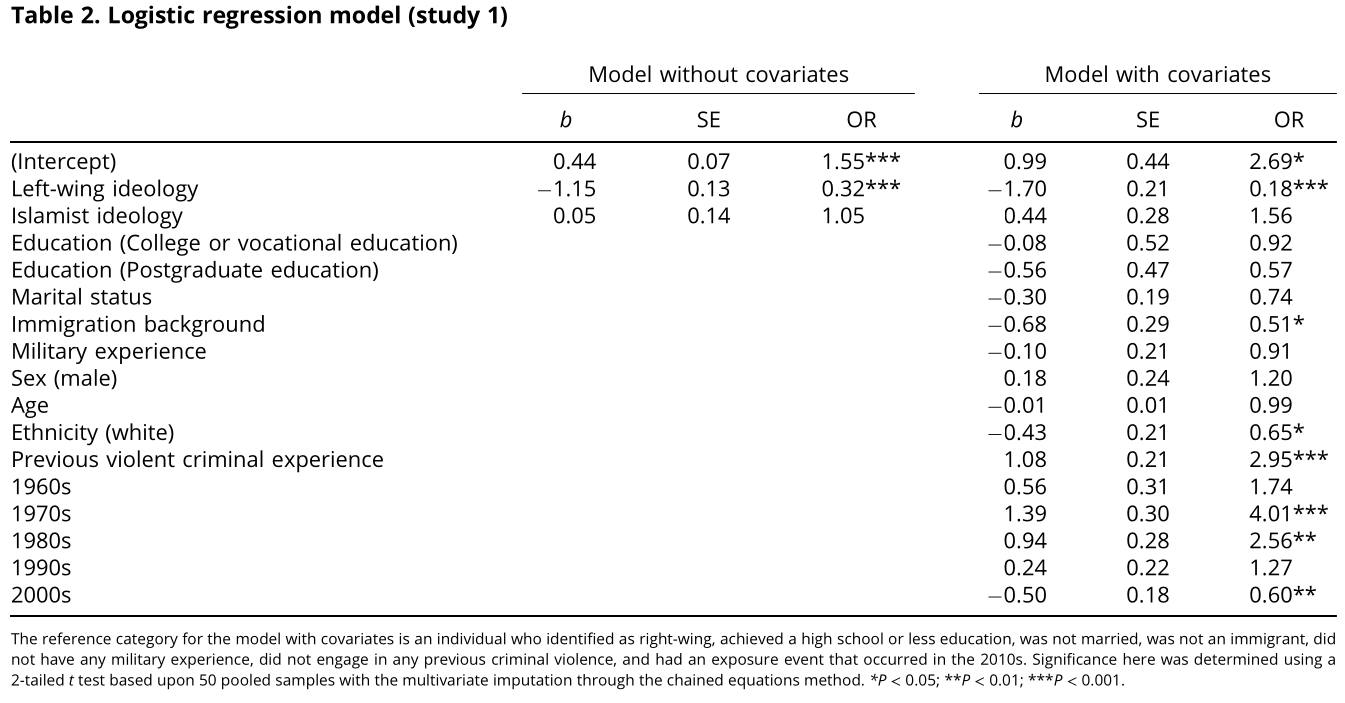 Table 2. Logistic regression model (study 1)
Model without covariates Model with covariates
b SE OR b SE OR
(Intercept) 0.44 0.07 1.55*** 0.99 0.44 2.69*
Left-wing ideology −1.15 0.13 0.32*** −1.70 0.21 0.18***
Islamist ideology 0.05 0.14 1.05 0.44 0.28 1.56
Education (College or vocational education) −0.08 0.52 0.92
Education (Postgraduate education) −0.56 0.47 0.57
Marital status −0.30 0.19 0.74
Immigration background −0.68 0.29 0.51*
Military experience −0.10 0.21 0.91
Sex (male) 0.18 0.24 1.20
Age −0.01 0.01 0.99
Ethnicity (white) −0.43 0.21 0.65*
Previous violent criminal experience 1.08 0.21 2.95***
1960s 0.56 0.31 1.74
1970s 1.39 0.30 4.01***
1980s 0.94 0.28 2.56**
1990s 0.24 0.22 1.27
2000s −0.50 0.18 0.60**
The reference category for the model with covariates is an individual who identified as right-wing, achieved a high school or less education, was not married, was not an immigrant, did
not have any military experience, did not engage in any previous criminal violence, and had an exposure event that occurred in the 2010s. Significance here was determined using a
2-tailed t test based upon 50 pooled samples with the multivariate imputation through the chained equations method. *P < 0.05; **P < 0.01; ***P < 0.001.